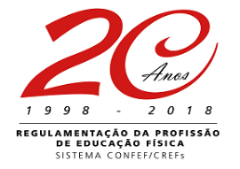 20
Anos
1998 - 2018
REGULAMENTAÇÃO DA PROFISSÃO
DE EDUCAÇÃO FÍSICA
SISTEMA CONFEF/CREFs